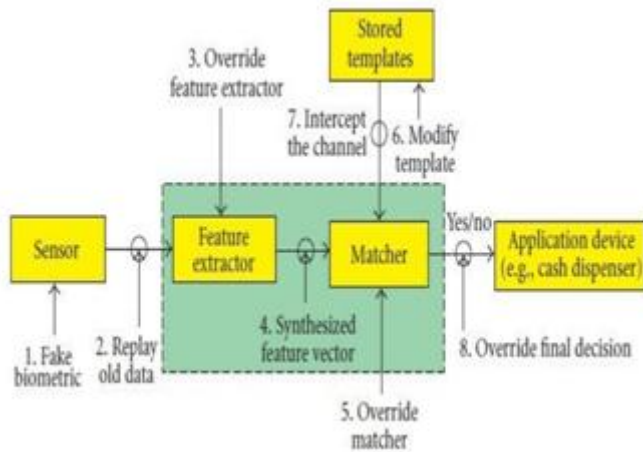 Stored
templates
3. Override
feature extractor
7. Intercept
the channel
6. Modify
template
Sensor
Feature
extractor
Matcher
Yes/no
Application device
(e.g., cash dispenser)
1. Fake
biometric
2. Replay
old data
4. Synthesized
feature vector
8. Override final decision
5. Override
matcher